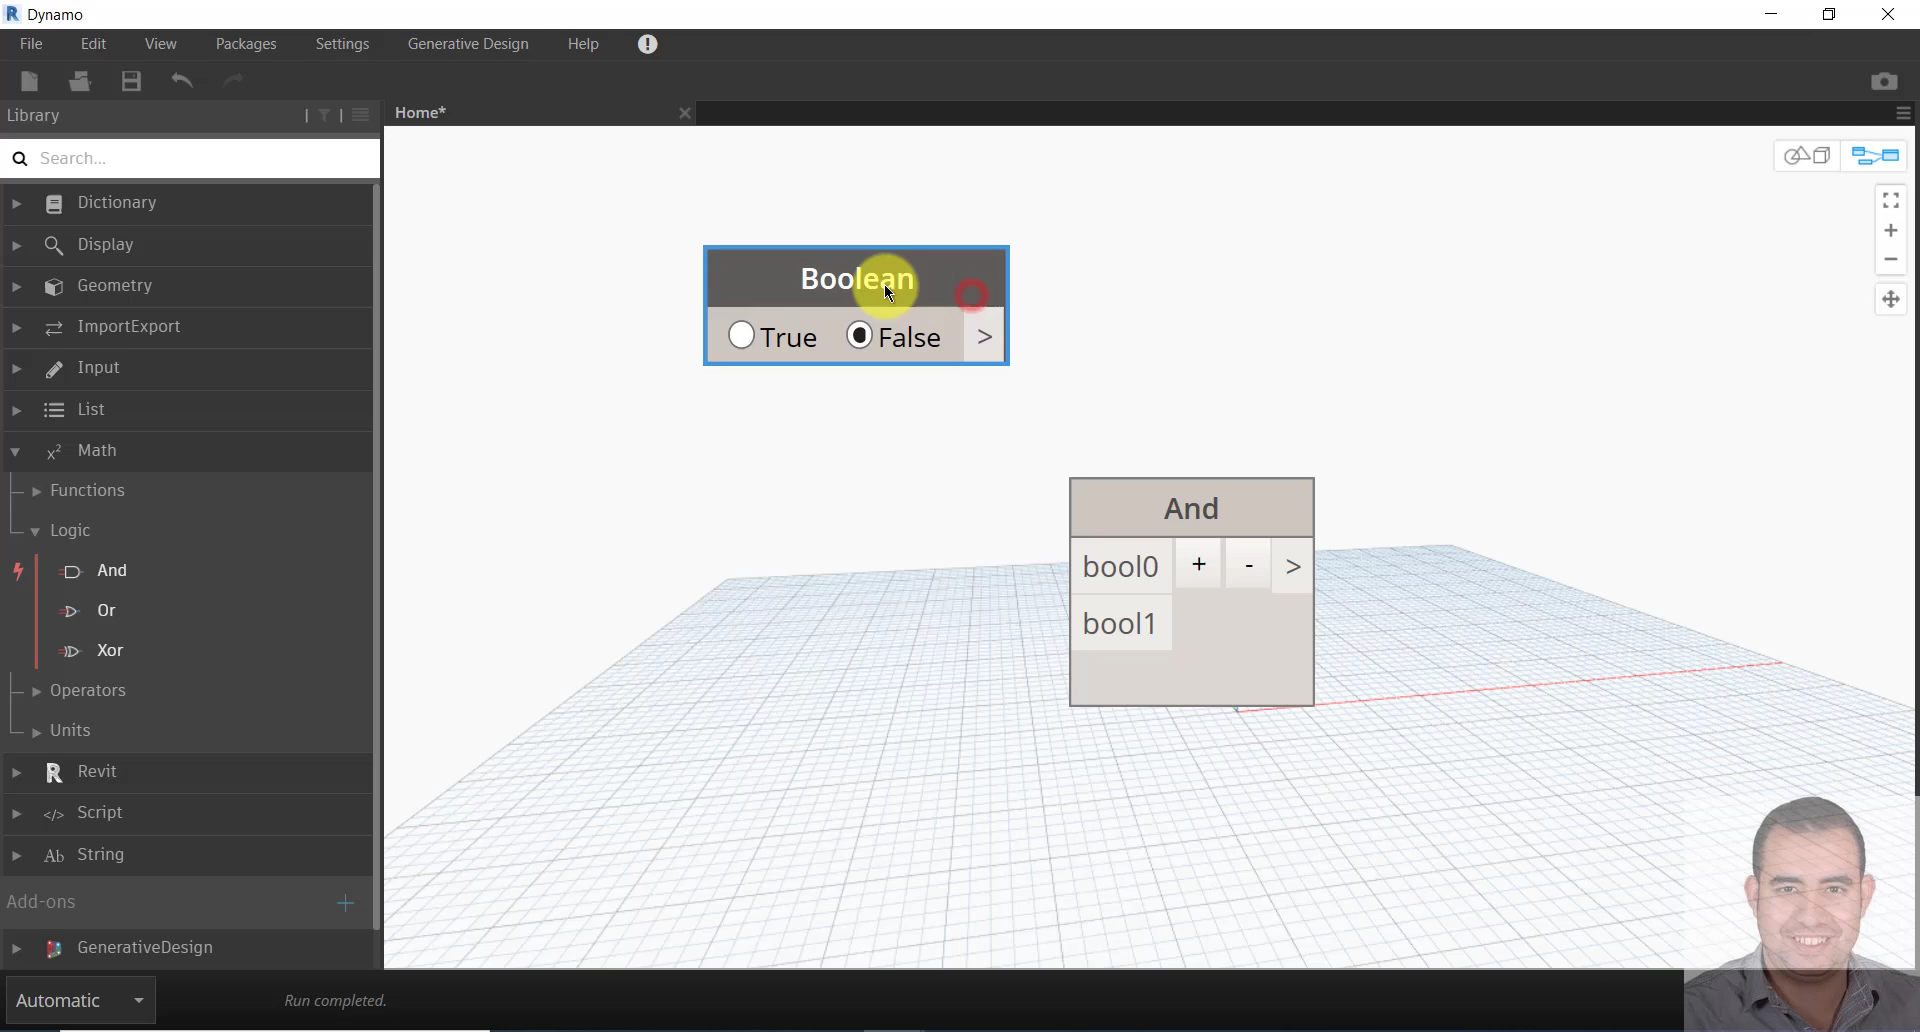 Dynamo
File Edit View Packages Settings Generative Design Help
Library
Home*
Search...
Dictionary
Display
Geometry
ImportExport
Input
List
Math
Functions
Logic
And
Or
Xor
Operators
Units
Revit
Script
String
Add-ons
GenerativeDesign
Boolean
True False >
And
bool0 + - >
bool1
Automatic
Run completed.